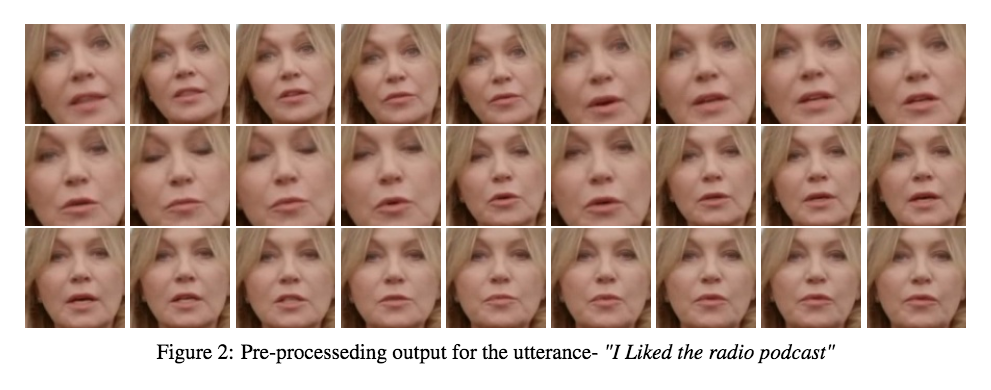 Figure 2: Pre-processeding output for the utterance- "I Liked the radio podcast"